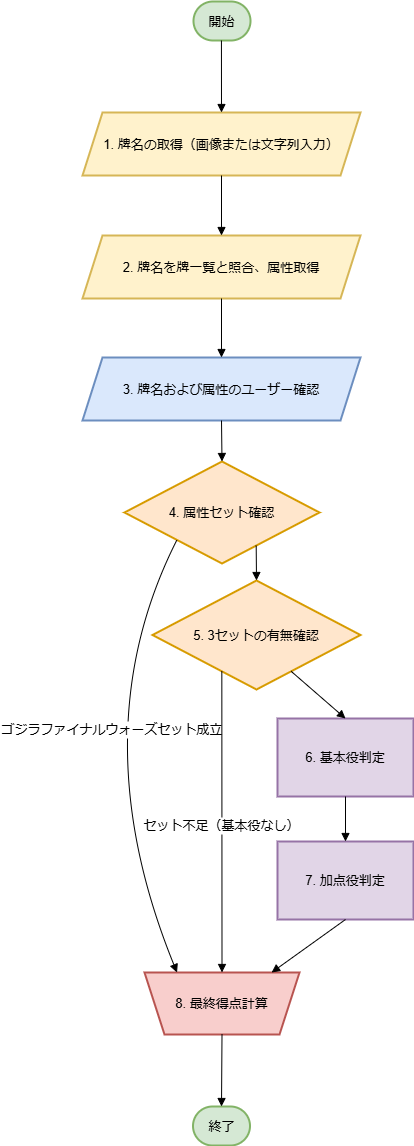 開始
1. 牌名の取得（画像または文字列入力）
2. 牌名を牌一覧と照合、属性取得
3. 牌名および属性のユーザー確認
4. 属性セット確認
5. 3セットの有無確認
ゴジラファイナルウォーズセット成立
6. 基本役判定
セット不足（基本役なし）
7. 加点役判定
8. 最終得点計算
終了